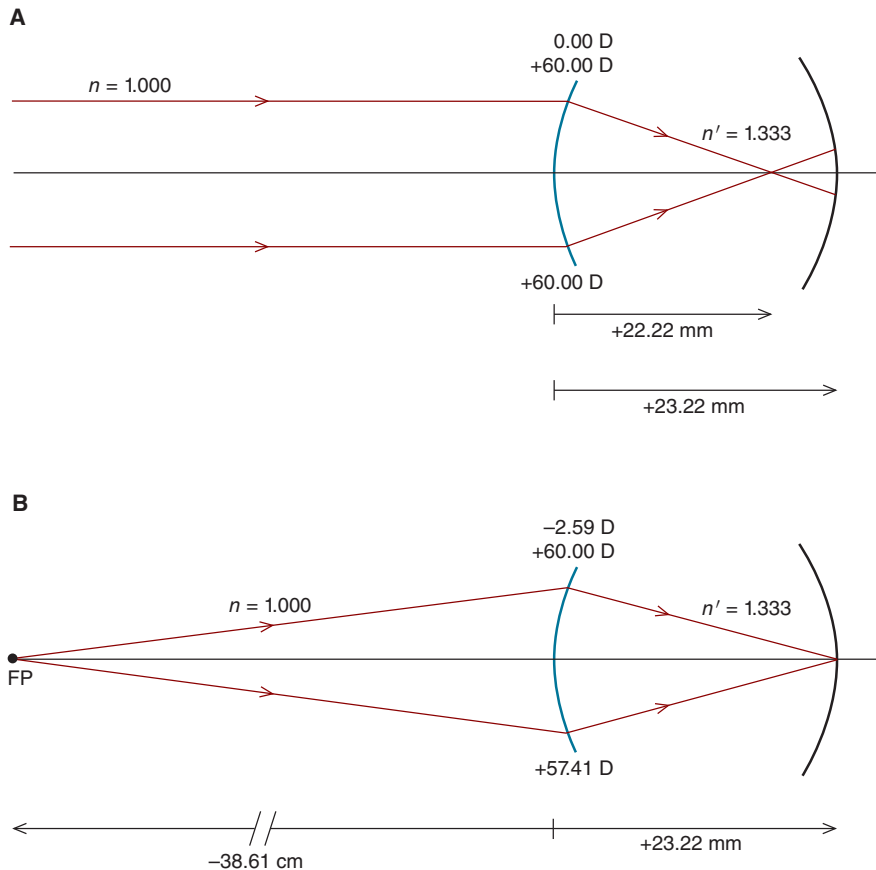 A
0.00 D
+60.00 D
n = 1.000
n′ = 1.333
+60.00 D
+22.22 mm
+23.22 mm
B
–2.59 D
+60.00 D
n = 1.000
n′ = 1.333
FP
+57.41 D
–38.61 cm
+23.22 mm